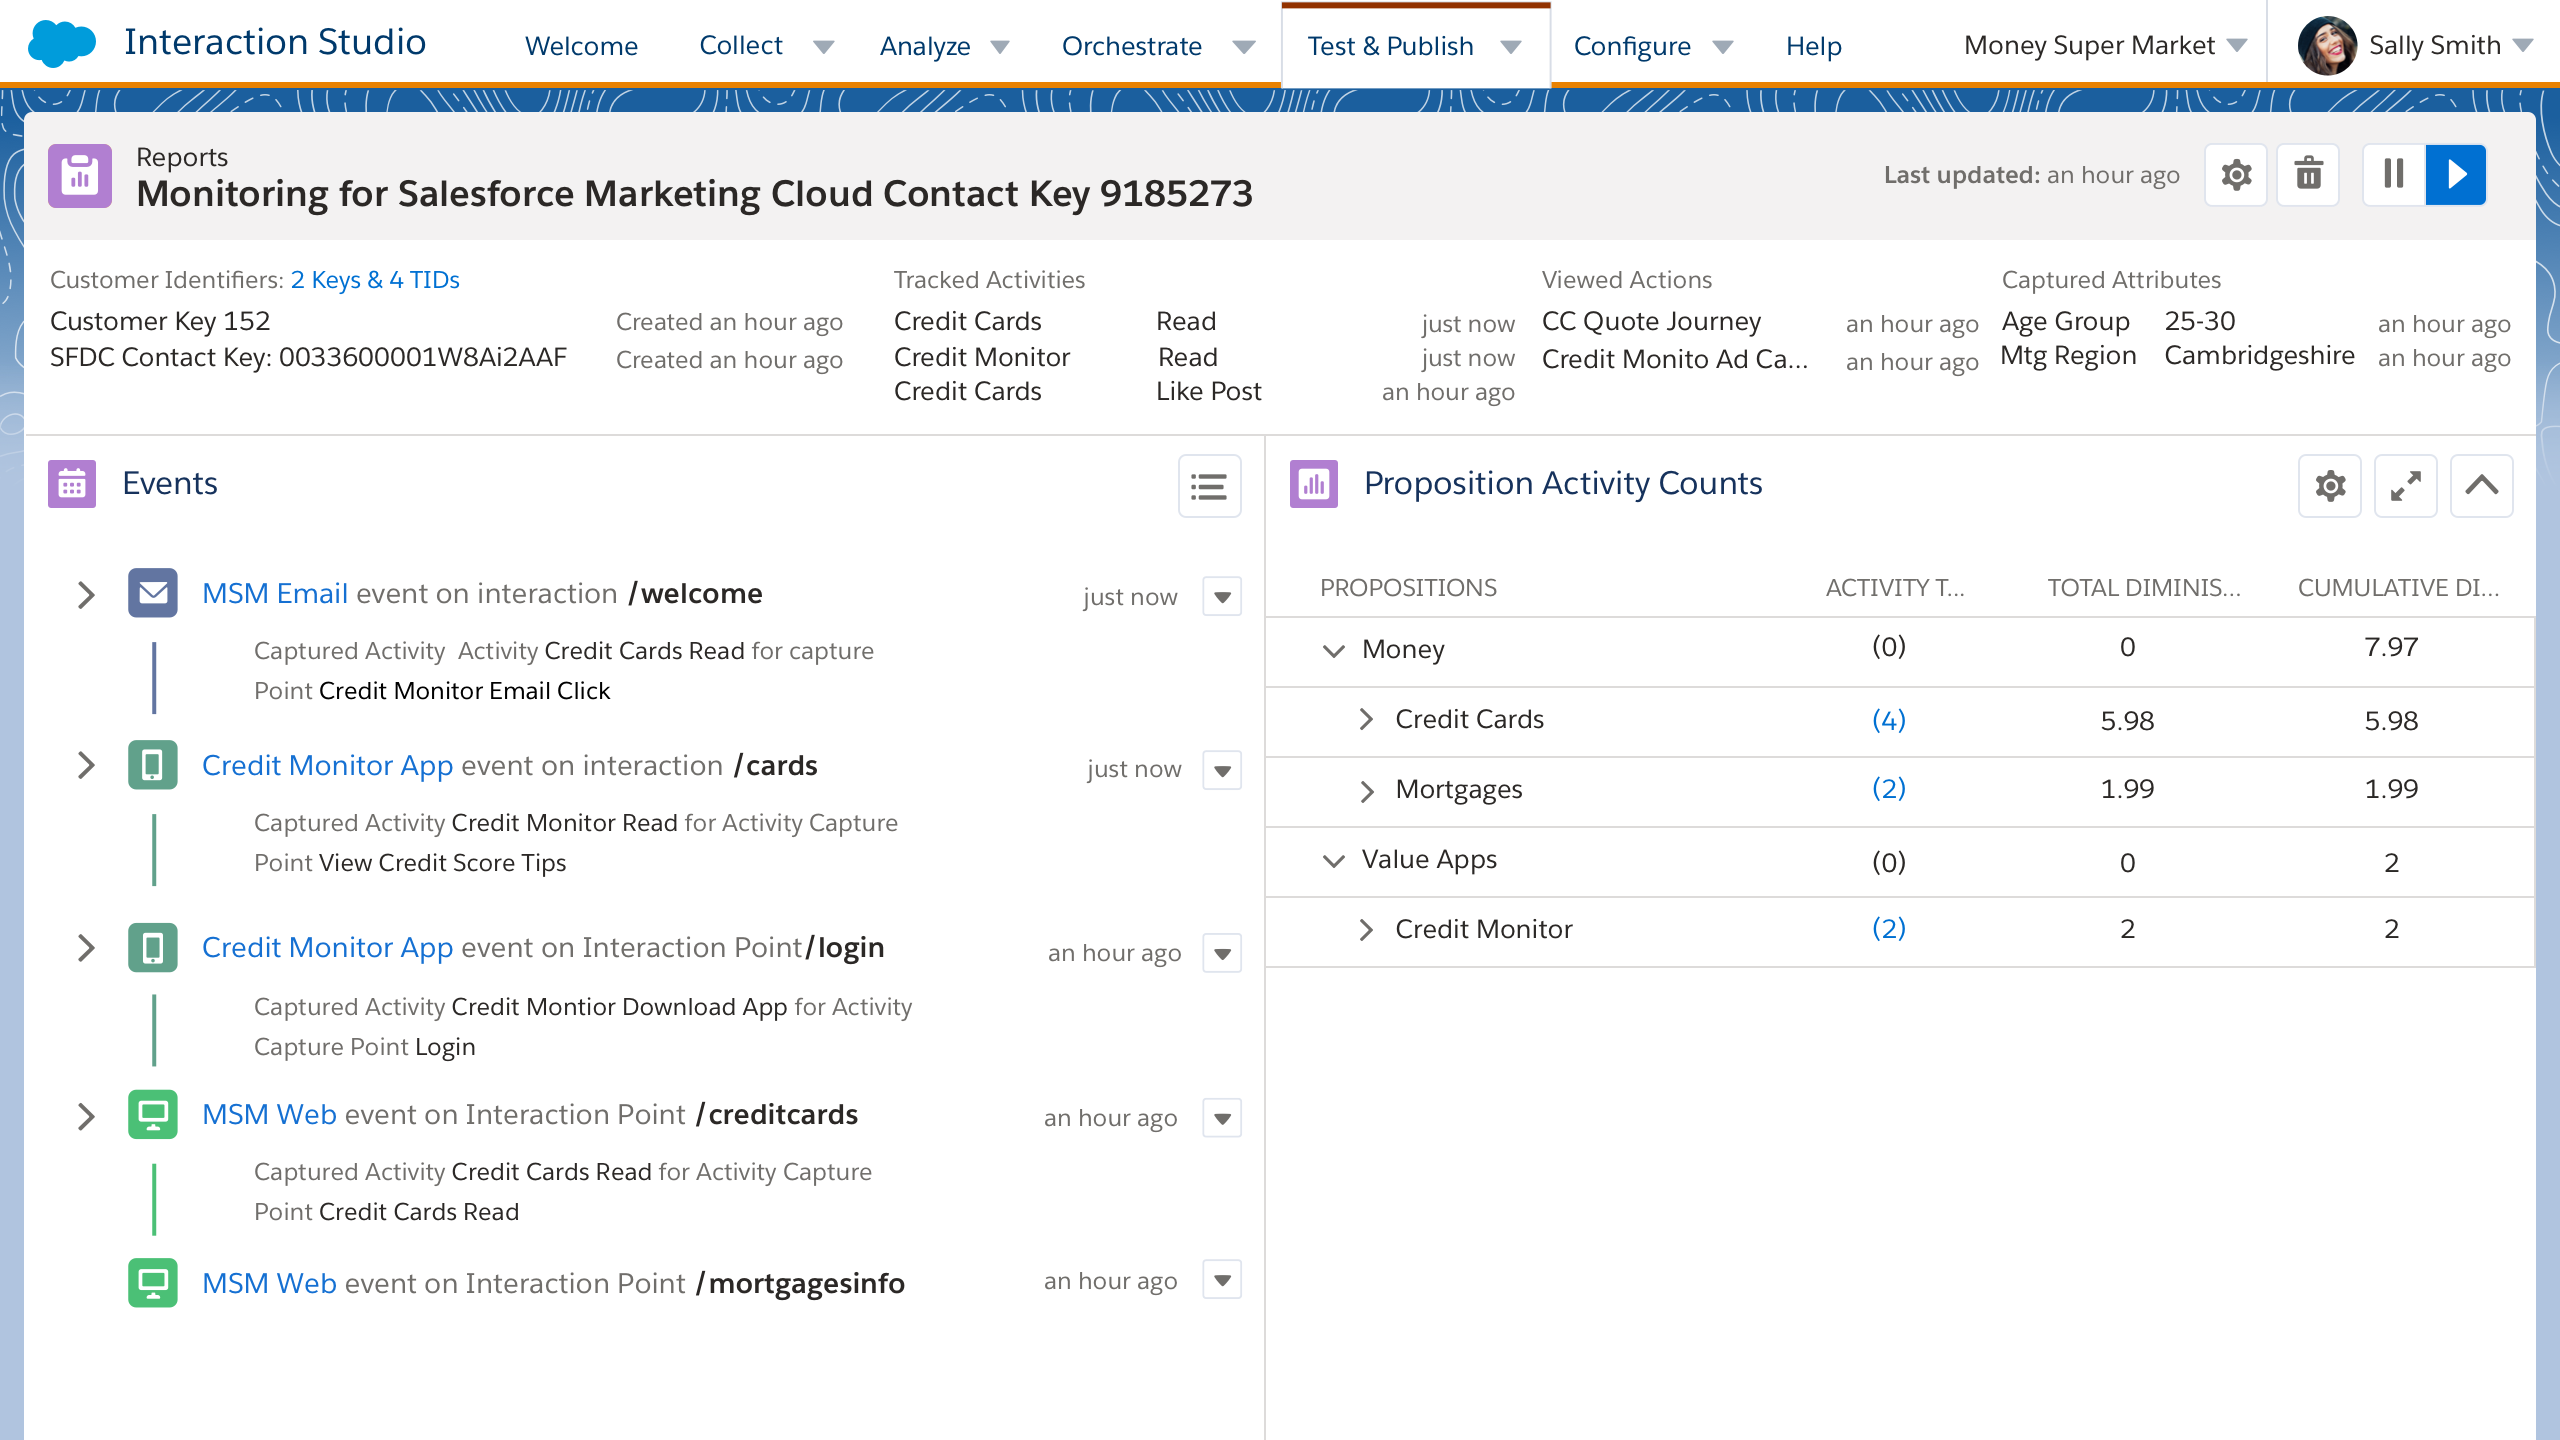 Interaction Studio
Welcome
Collect
Analyze
Orchestrate
Test & Publish
Configure
Help
Money Super Market
Sally Smith
Reports
Monitoring for Salesforce Marketing Cloud Contact Key 9185273
Last updated: an hour ago
Customer Identifiers: 2 Keys & 4 TIDs
Customer Key 152 Created an hour ago
SFDC Contact Key: 0033600001W8Ai2AAF Created an hour ago
Tracked Activities
Credit Cards Read just now
Credit Monitor Read just now
Credit Cards Like Post an hour ago
Viewed Actions
CC Quote Journey an hour ago
Credit Monito Ad Ca... an hour ago
Captured Attributes
Age Group 25-30 an hour ago
Mtg Region Cambridgeshire an hour ago
Events
MSM Email event on interaction /welcome just now
Captured Activity Activity Credit Cards Read for capture
Point Credit Monitor Email Click
Credit Monitor App event on interaction /cards just now
Captured Activity Credit Monitor Read for Activity Capture
Point View Credit Score Tips
Credit Monitor App event on Interaction Point/login an hour ago
Captured Activity Credit Montior Download App for Activity
Capture Point Login
MSM Web event on Interaction Point /creditcards an hour ago
Captured Activity Credit Cards Read for Activity Capture
Point Credit Cards Read
MSM Web event on Interaction Point /mortgagesinfo an hour ago
Proposition Activity Counts
PROPOSITIONS ACTIVITY T... TOTAL DIMINIS... CUMULATIVE DI...
Money (0) 0 7.97
Credit Cards (4) 5.98 5.98
Mortgages (2) 1.99 1.99
Value Apps (0) 0 2
Credit Monitor (2) 2 2